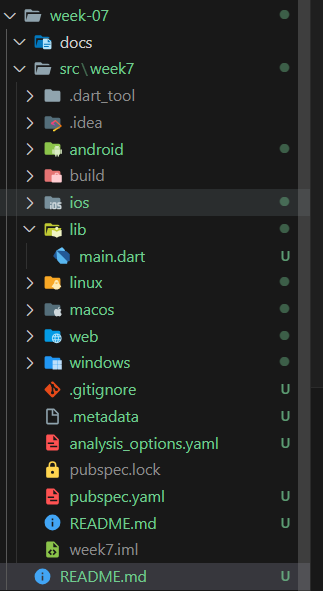 week-07
docs
src\week7
.dart_tool
.idea
android
build
ios
lib
main.dart U
linux
macos
web
windows
.gitignore U
.metadata U
analysis_options.yaml U
pubspec.lock
pubspec.yaml U
README.md U
week7.iml
README.md U